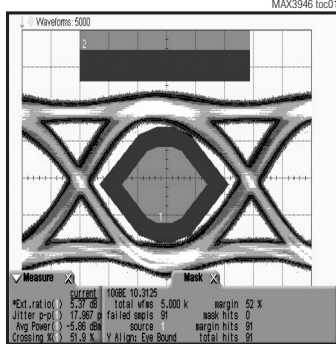 MAX3946 toc01
Waveforms: 5000
2
1
Measure
Mask
current
*Ext.ratio( ) 5.37 dB
Jitter p-p( ) 17.967 p
Avg Power( ) -5.86 dBm
Crossing %( ) 51.9 %
10GBE 10.3125
total wfms 5.000 k
failed smpls 91
source 1
Y Align: Eye Bound
margin 52 %
mask hits 0
margin hits 91
total hits 91